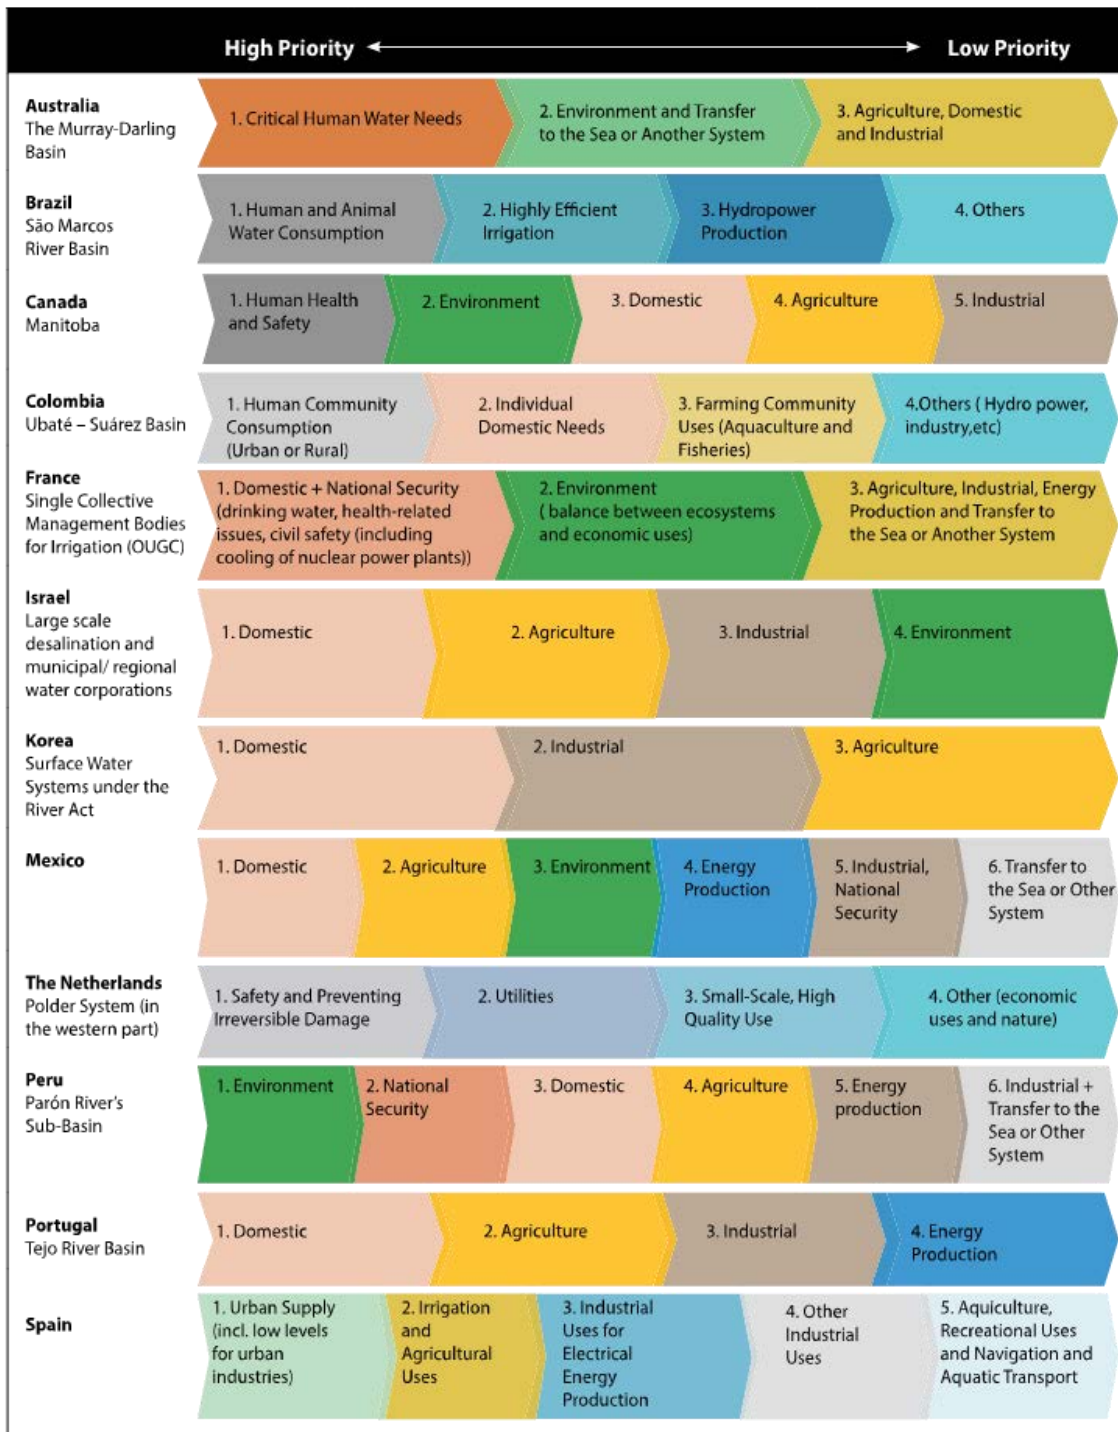 High Priority
Low Priority
Australia
The Murray-Darling
Basin
1. Critical Human Water Needs
2. Environment and Transfer
to the Sea or Another System
3. Agriculture, Domestic
and Industrial
Brazil
São Marcos
River Basin
1. Human and Animal
Water Consumption
2. Highly Efficient
Irrigation
3. Hydropower
Production
4. Others
Canada
Manitoba
1. Human Health
and Safety
2. Environment
3. Domestic
4. Agriculture
5. Industrial
Colombia
Ubaté – Suárez Basin
1. Human Community
Consumption
(Urban or Rural)
2. Individual
Domestic Needs
3. Farming Community
Uses (Aquaculture and
Fisheries)
4.Others ( Hydro power,
industry,etc)
France
Single Collective
Management Bodies
for Irrigation (OUGC)
1. Domestic + National Security
(drinking water, health-related
issues, civil safety (including
cooling of nuclear power plants))
2. Environment
( balance between ecosystems
and economic uses)
3. Agriculture, Industrial, Energy
Production and Transfer to
the Sea or Another System
Israel
Large scale
desalination and
municipal/ regional
water corporations
1. Domestic
2. Agriculture
3. Industrial
4. Environment
Korea
Surface Water
Systems under the
River Act
1. Domestic
2. Industrial
3. Agriculture
Mexico
1. Domestic
2. Agriculture
3. Environment
4. Energy
Production
5. Industrial,
National
Security
6. Transfer to
the Sea or Other
System
The Netherlands
Polder System (in
the western part)
1. Safety and Preventing
Irreversible Damage
2. Utilities
3. Small-Scale, High
Quality Use
4. Other (economic
uses and nature)
Peru
Parón River's
Sub-Basin
1. Environment
2. National
Security
3. Domestic
4. Agriculture
5. Energy
production
6. Industrial +
Transfer to the
Sea or Other
System
Portugal
Tejo River Basin
1. Domestic
2. Agriculture
3. Industrial
4. Energy
Production
Spain
1. Urban Supply
(incl. low levels
for urban
industries)
2. Irrigation
and
Agricultural
Uses
3. Industrial
Uses for
Electrical
Energy
Production
4. Other
Industrial
Uses
5. Aquiculture,
Recreational Uses
and Navigation and
Aquatic Transport